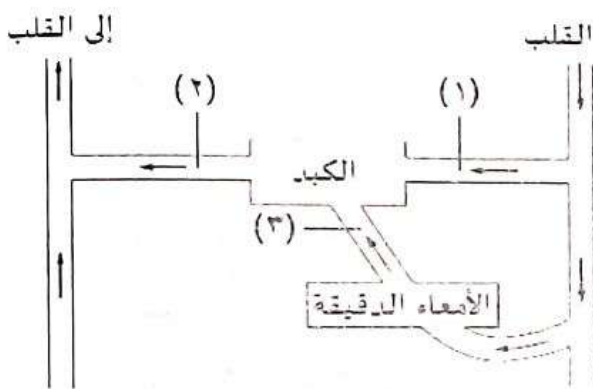 القلب
إلى القلب
(١)
(٢)
الكبد
(٣)
الأمعاء الدقيقة